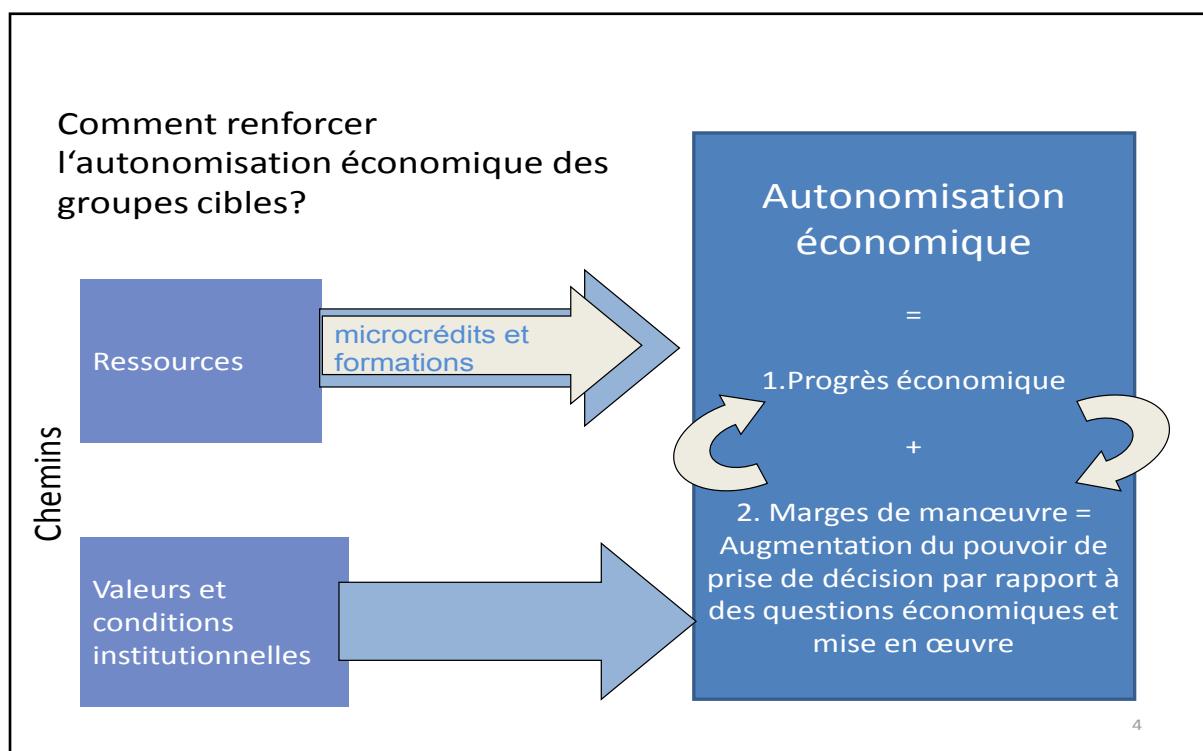 Comment renforcer
l‘autonomisation économique des
groupes cibles?
Chemins
Ressources
microcrédits et
formations
Valeurs et
conditions
institutionnelles
Autonomisation
économique
=
1.Progrès économique
+
2. Marges de manœuvre =
Augmentation du pouvoir de
prise de décision par rapport à
des questions économiques et
mise en œuvre
4